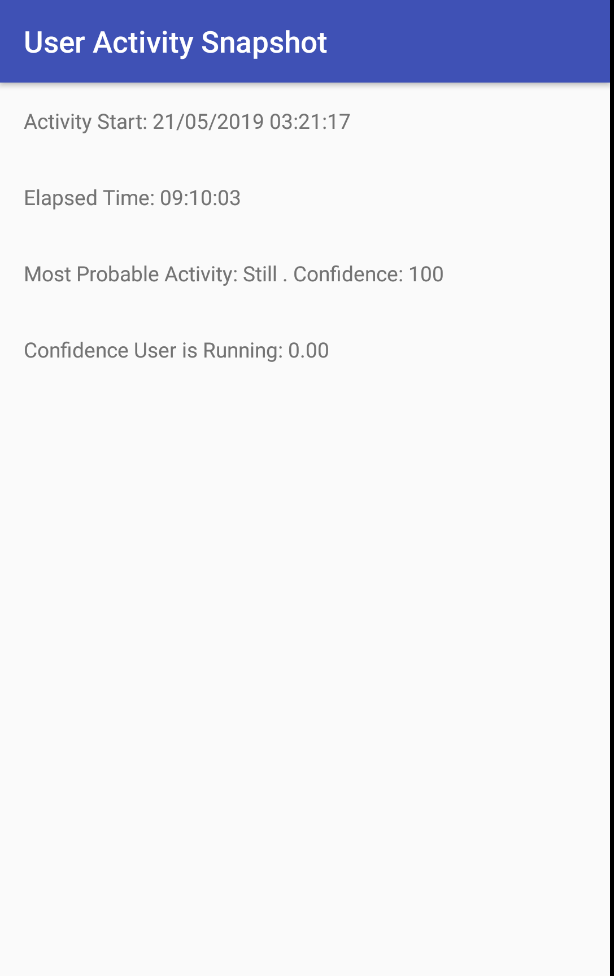 User Activity Snapshot
Activity Start: 21/05/2019 03:21:17
Elapsed Time: 09:10:03
Most Probable Activity: Still . Confidence: 100
Confidence User is Running: 0.00